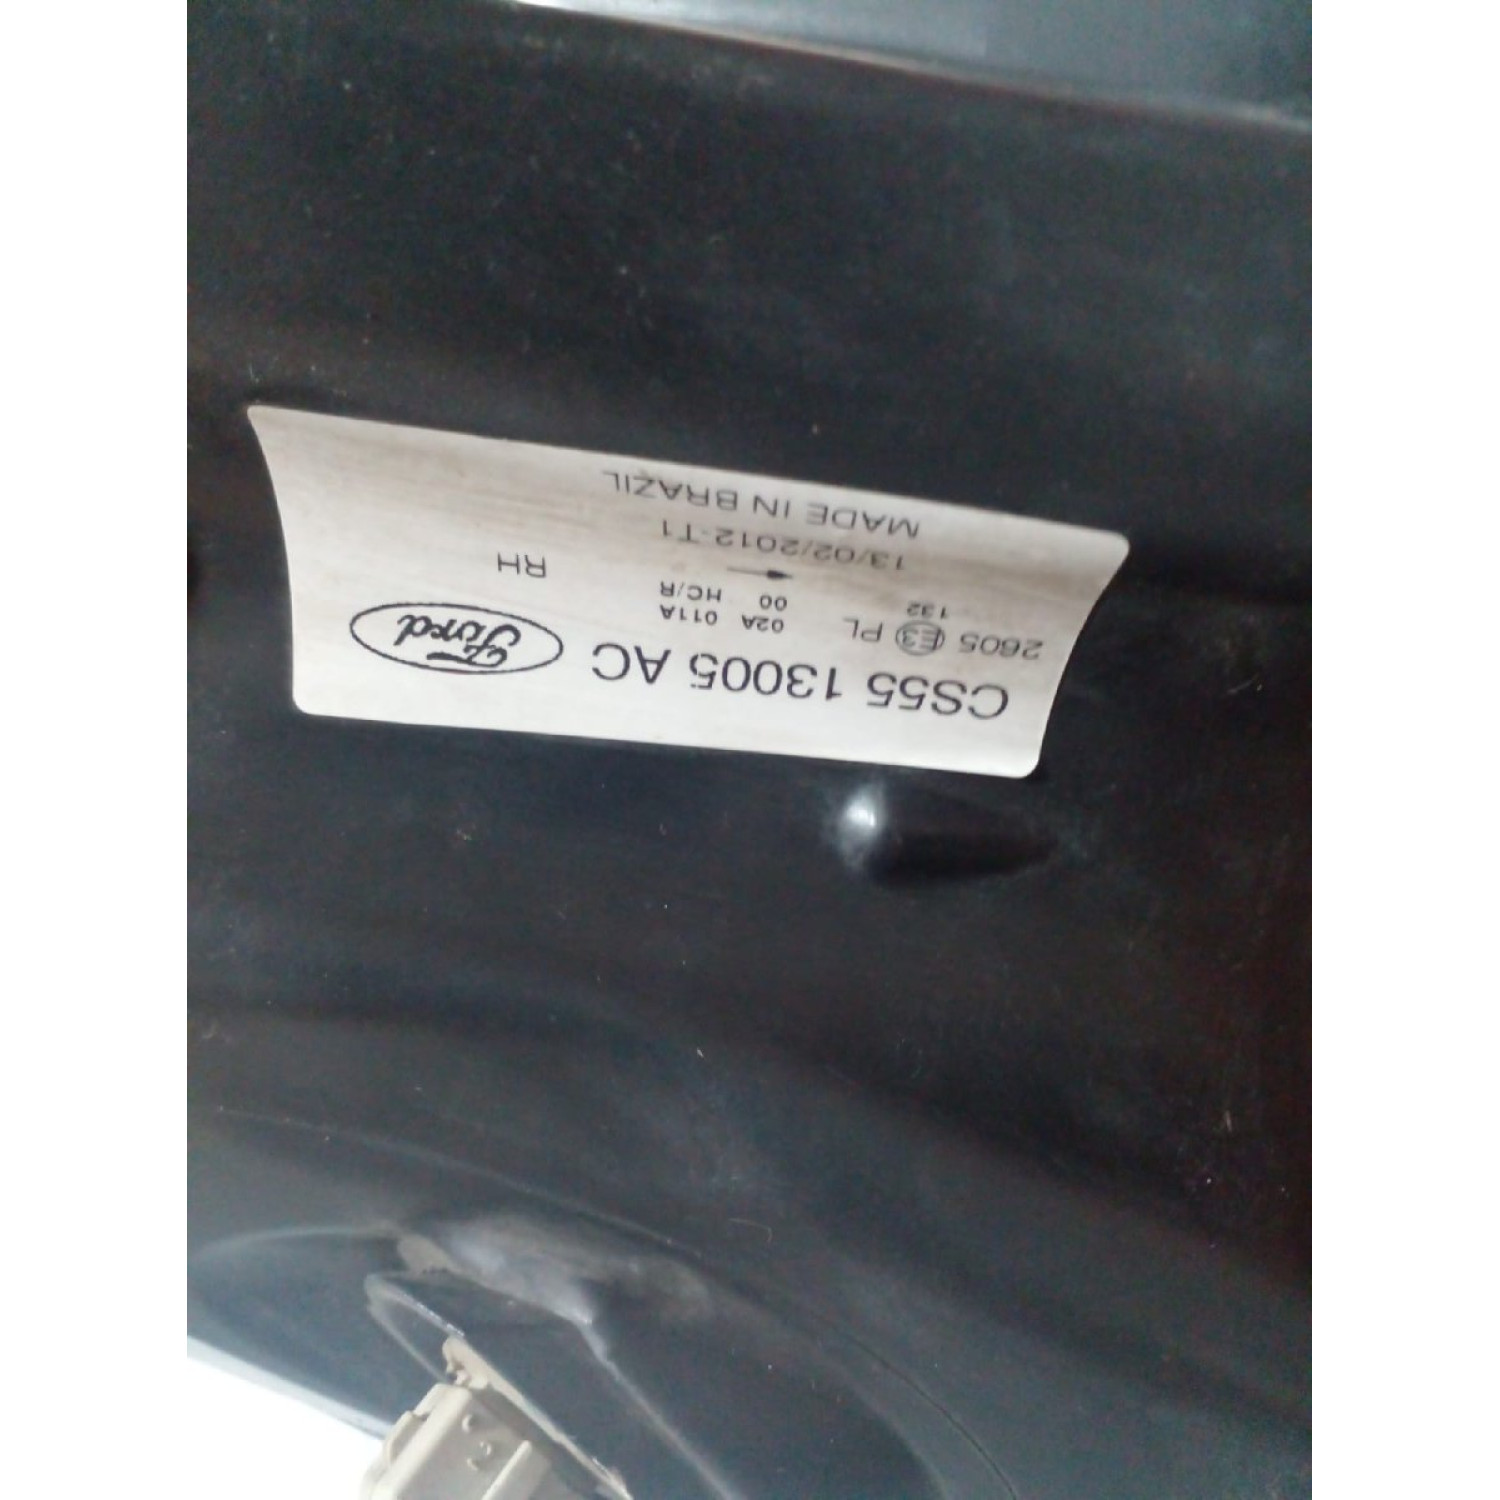 CS55 13005 AC Ford
2605 E3 PL 02A 011A
132 00 HC/R
RH
13/02/2012-T1
MADE IN BRAZIL